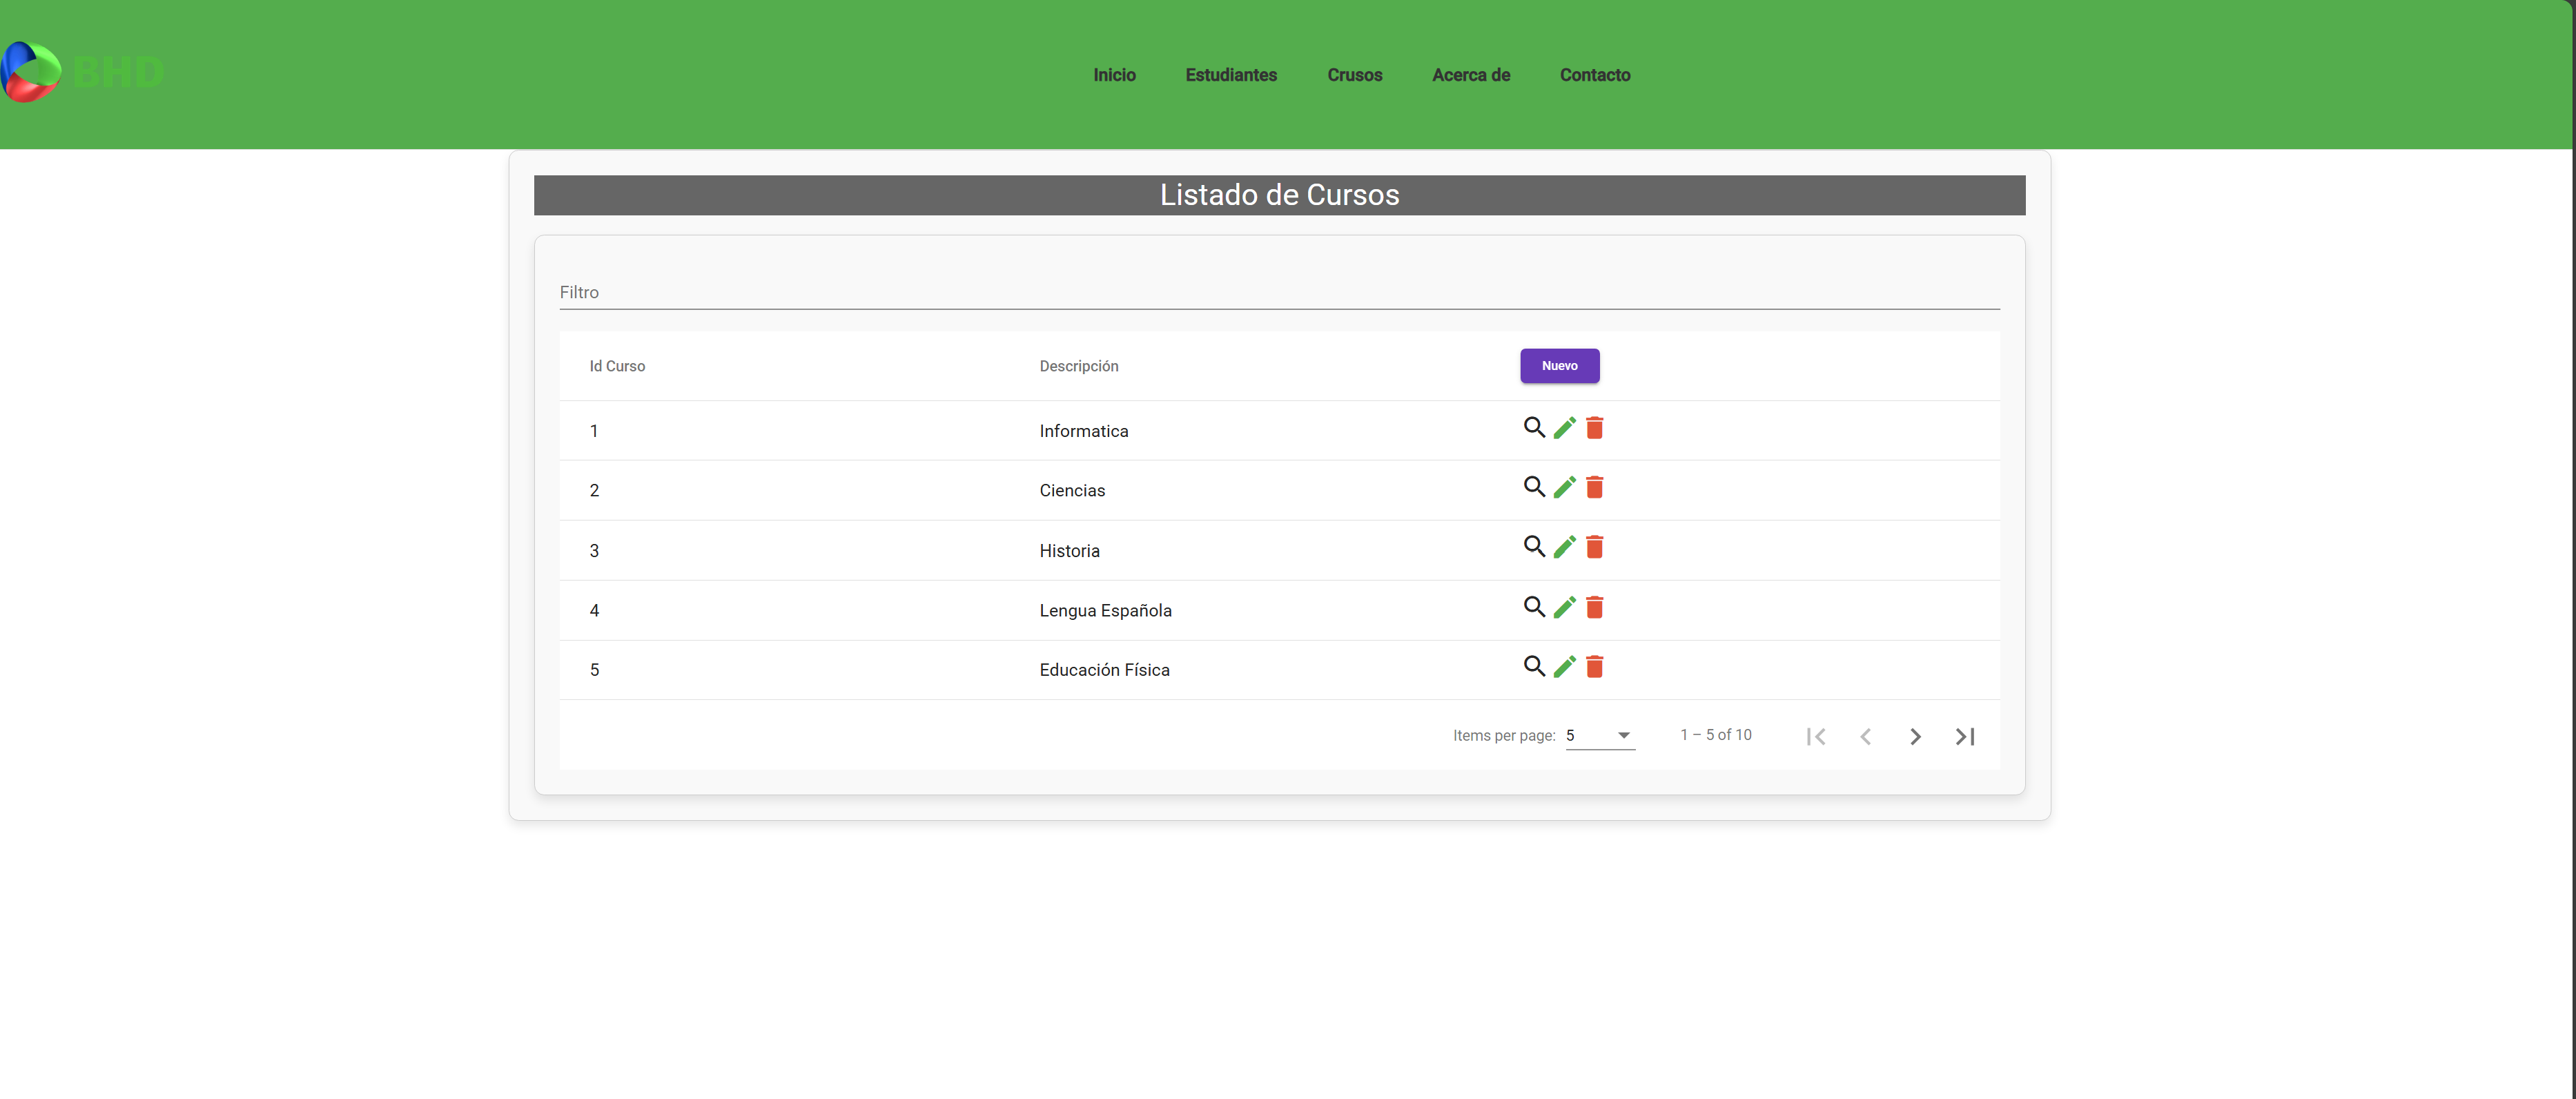 BHD
Inicio Estudiantes Crusos Acerca de Contacto
Listado de Cursos
Filtro
Id Curso Descripción Nuevo
1 Informatica
2 Ciencias
3 Historia
4 Lengua Española
5 Educación Física
Items per page: 5 1 – 5 of 10